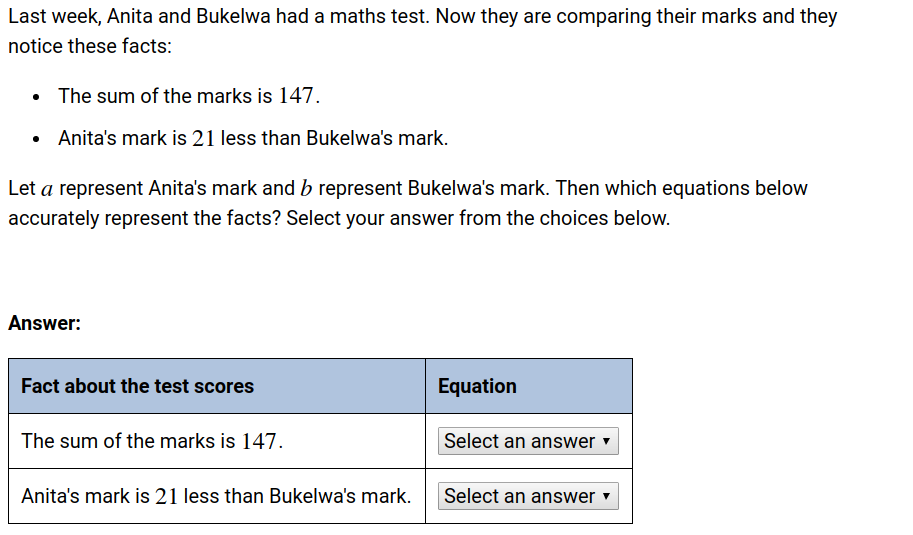 Last week, Anita and Bukelwa had a maths test. Now they are comparing their marks and they
notice these facts:
• The sum of the marks is 147.
• Anita's mark is 21 less than Bukelwa's mark.
Let a represent Anita's mark and b represent Bukelwa's mark. Then which equations below
accurately represent the facts? Select your answer from the choices below.
Answer:
Fact about the test scores Equation
The sum of the marks is 147. Select an answer ▾
Anita's mark is 21 less than Bukelwa's mark. Select an answer ▾